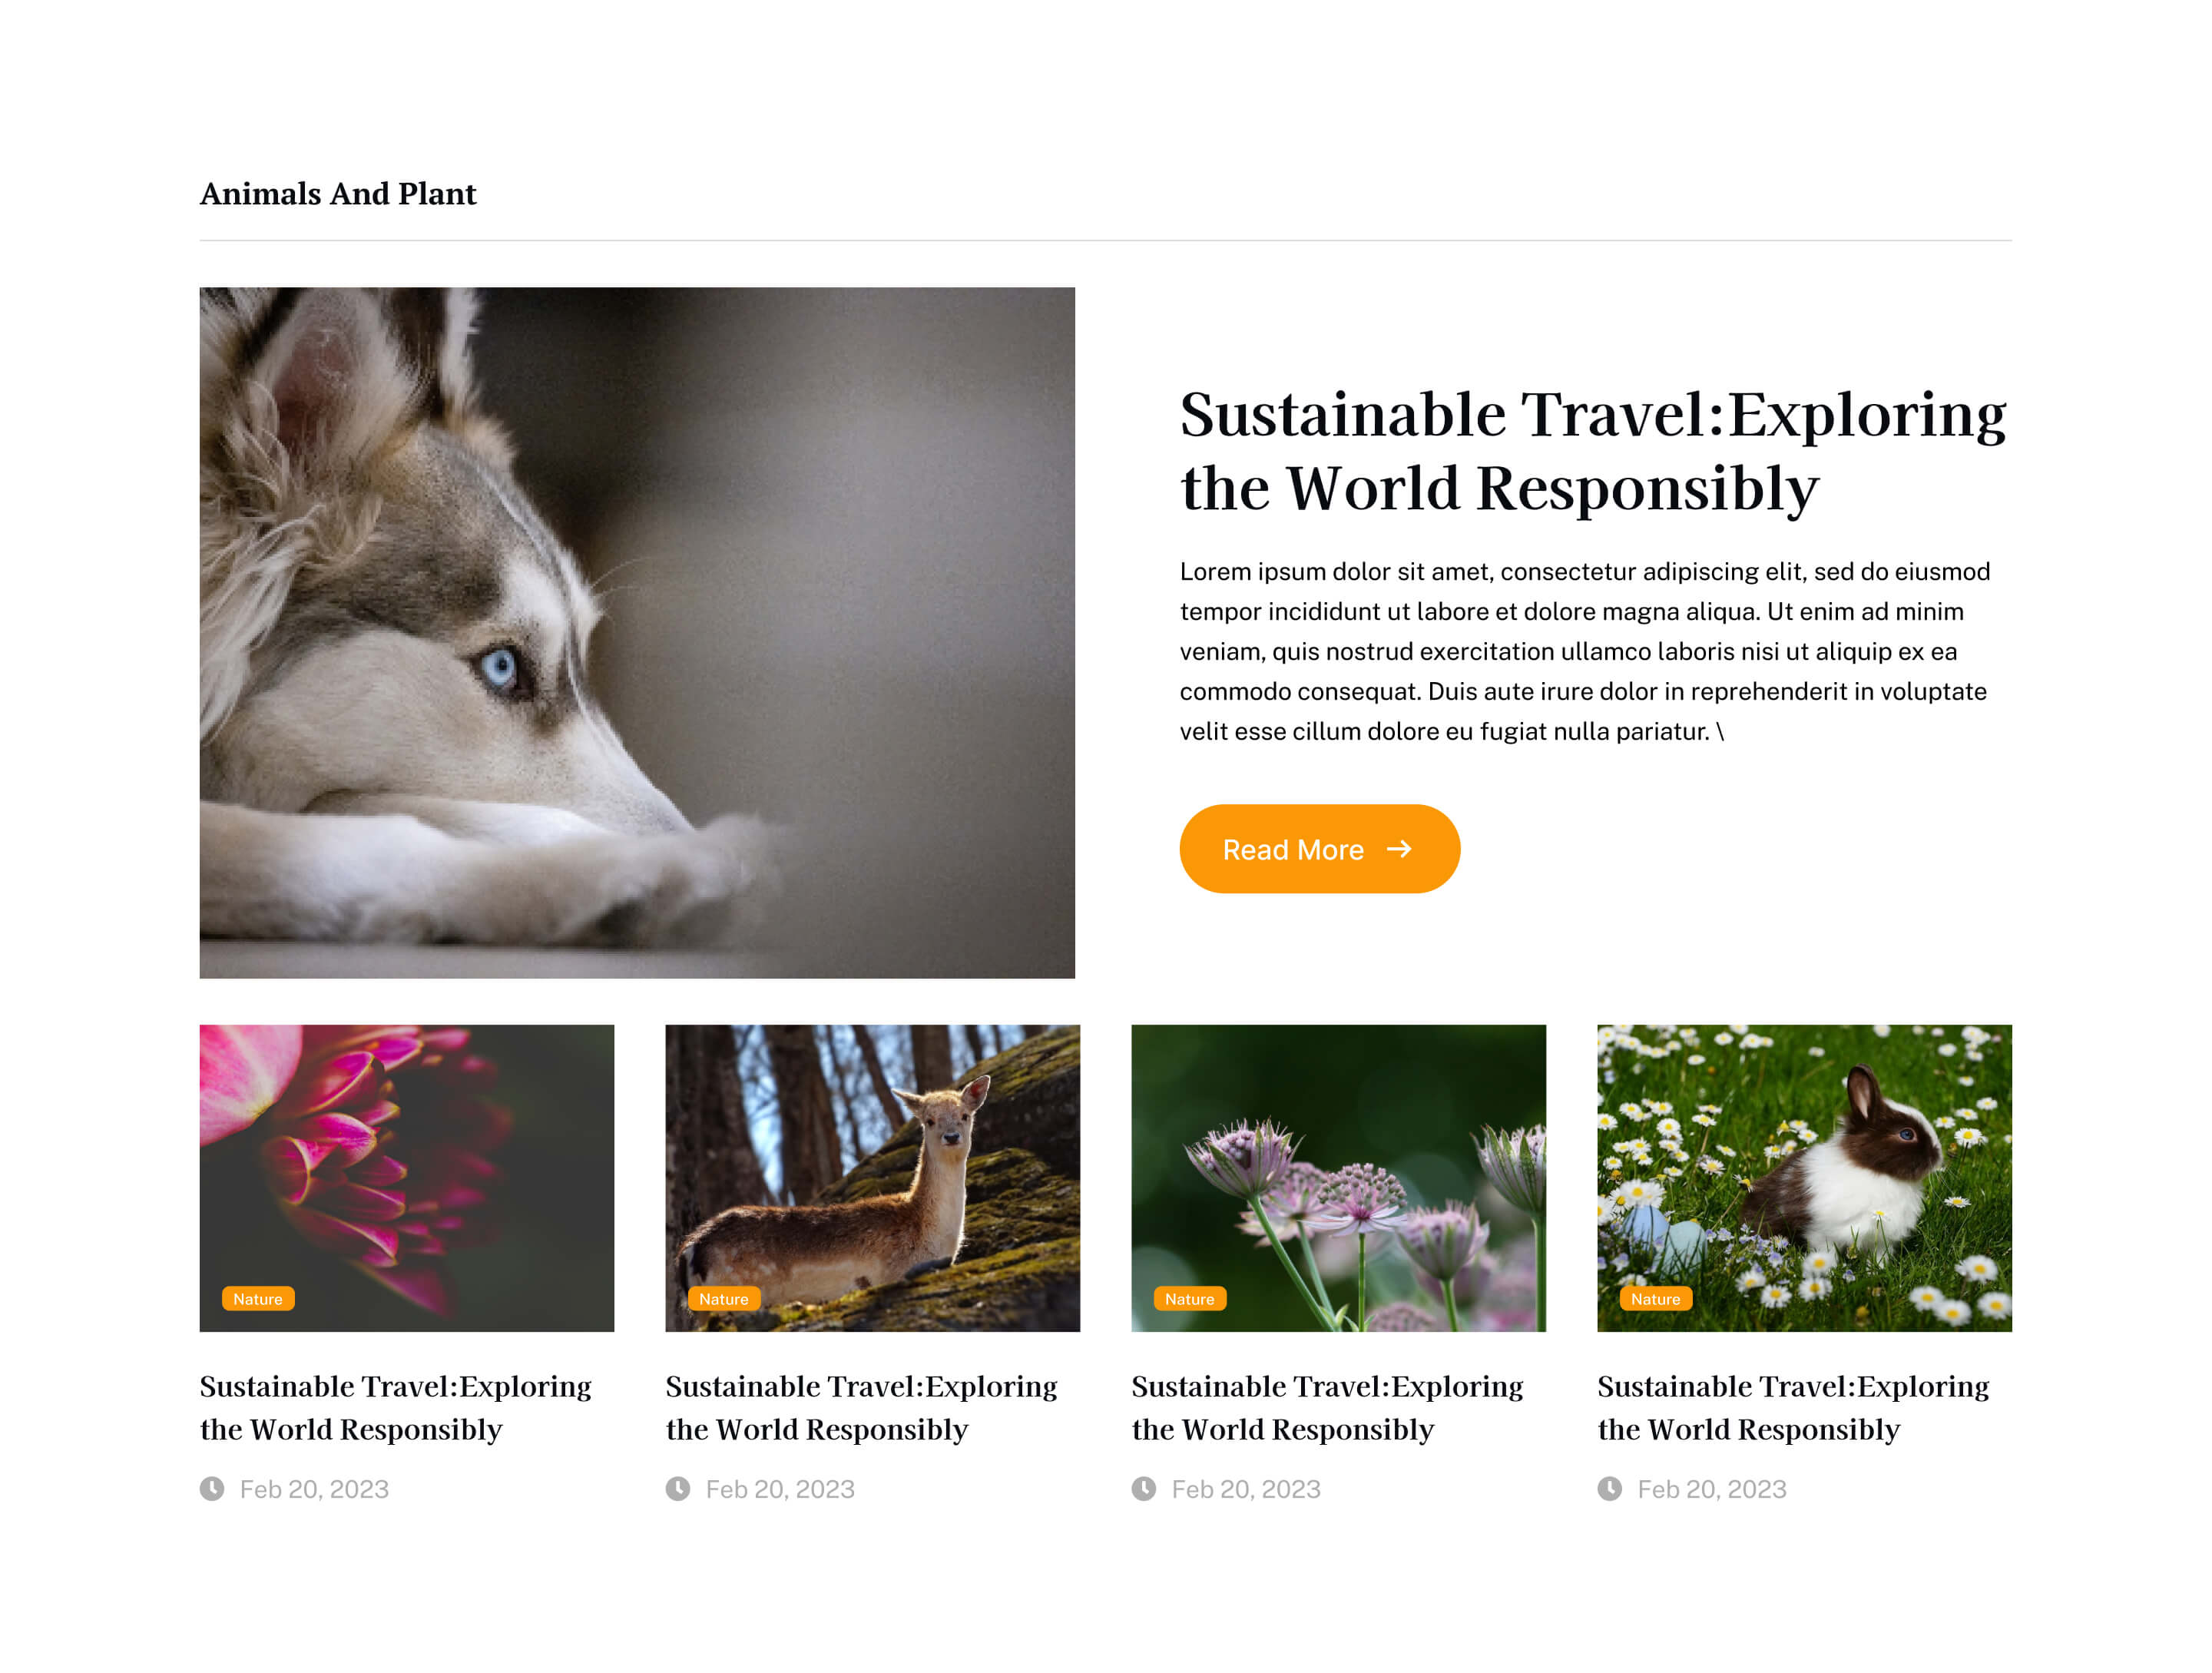 Animals And Plant
Sustainable Travel:Exploring
the World Responsibly
Lorem ipsum dolor sit amet, consectetur adipiscing elit, sed do eiusmod
tempor incididunt ut labore et dolore magna aliqua. Ut enim ad minim
veniam, quis nostrud exercitation ullamco laboris nisi ut aliquip ex ea
commodo consequat. Duis aute irure dolor in reprehenderit in voluptate
velit esse cillum dolore eu fugiat nulla pariatur. \
Read More
Nature
Sustainable Travel:Exploring
the World Responsibly
Feb 20, 2023
Nature
Sustainable Travel:Exploring
the World Responsibly
Feb 20, 2023
Nature
Sustainable Travel:Exploring
the World Responsibly
Feb 20, 2023
Nature
Sustainable Travel:Exploring
the World Responsibly
Feb 20, 2023